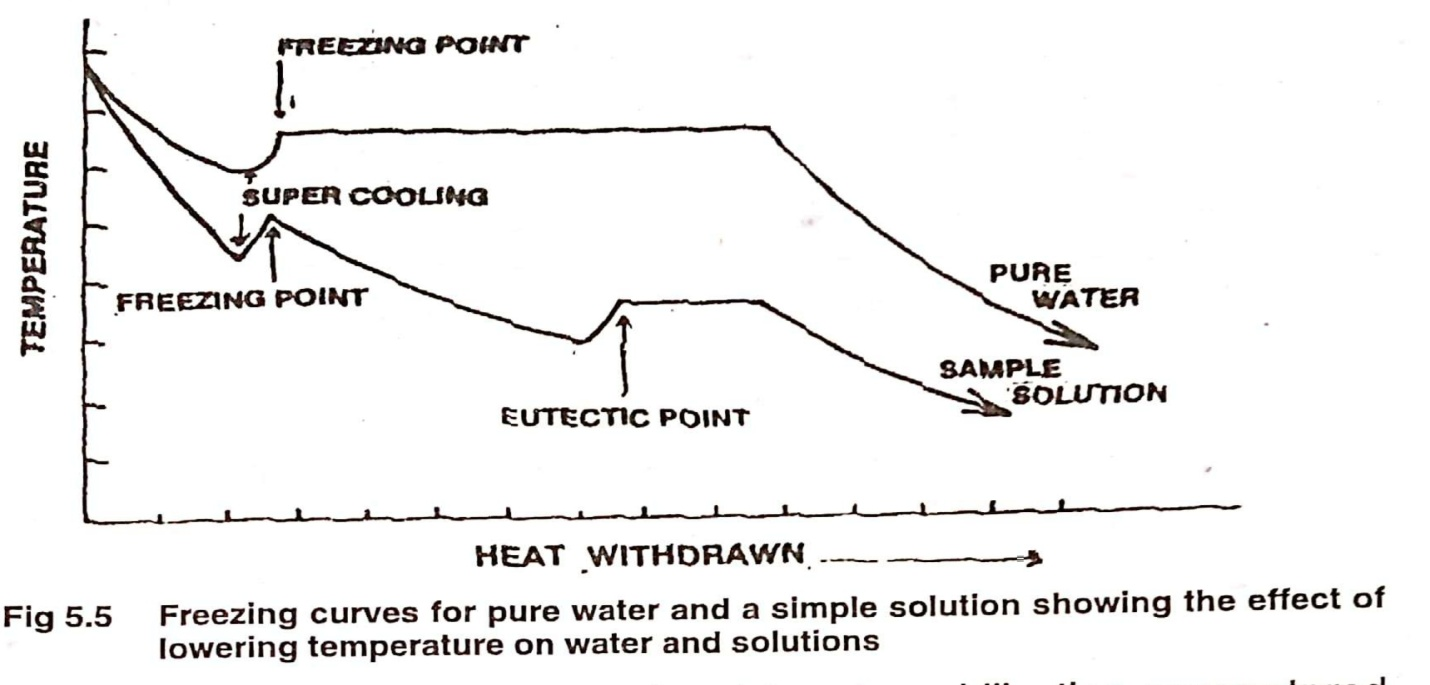 FREEZING POINT
SUPER COOLING
FREEZING POINT
TEMPERATURE
PURE
WATER
SAMPLE
SOLUTION
EUTECTIC POINT
HEAT WITHDRAWN
Fig 5.5 Freezing curves for pure water and a simple solution showing the effect of
lowering temperature on water and solutions